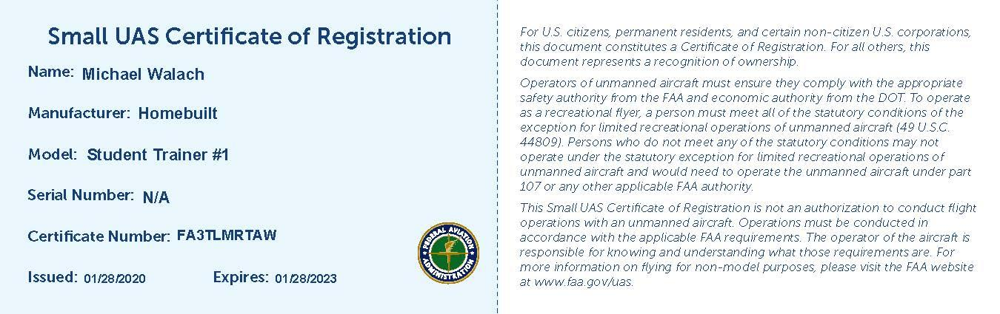 Small UAS Certificate of Registration
Name: Michael Walach
Manufacturer: Homebuilt
Model: Student Trainer #1
Serial Number: N/A
Certificate Number: FA3TLMRTAW
Issued: 01/28/2020 Expires: 01/28/2023
FEDERAL AVIATION
ADMINISTRATION
For U.S. citizens, permanent residents, and certain non-citizen U.S. corporations,
this document constitutes a Certificate of Registration. For all others, this
document represents a recognition of ownership.
Operators of unmanned aircraft must ensure they comply with the appropriate
safety authority from the FAA and economic authority from the DOT. To operate
as a recreational flyer, a person must meet all of the statutory conditions of the
exception for limited recreational operations of unmanned aircraft (49 U.S.C.
44809). Persons who do not meet any of the statutory conditions may not
operate under the statutory exception for limited recreational operations of
unmanned aircraft and would need to operate the unmanned aircraft under part
107 or any other applicable FAA authority.
This Small UAS Certificate of Registration is not an authorization to conduct flight
operations with an unmanned aircraft. Operations must be conducted in
accordance with the applicable FAA requirements. The operator of the aircraft is
responsible for knowing and understanding what those requirements are. For
more information on flying for non-model purposes, please visit the FAA website
at www.faa.gov/uas.